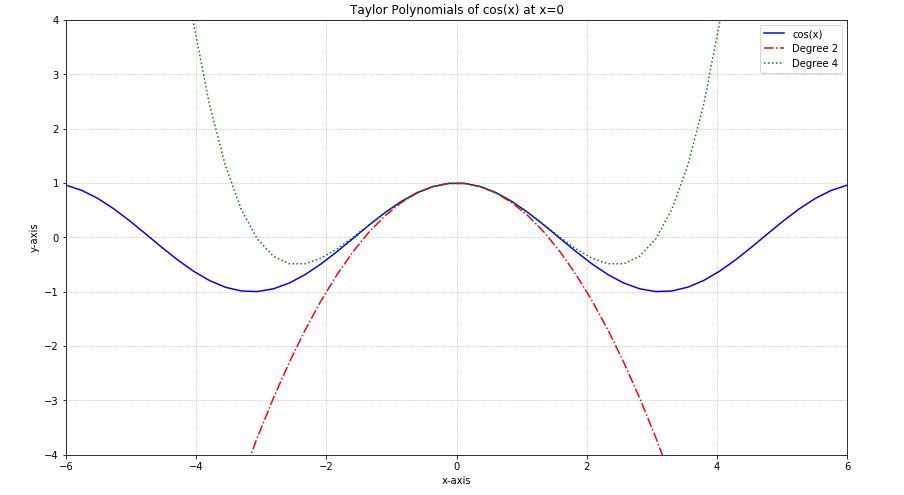 Taylor Polynomials of cos(x) at x=0
cos(x)
Degree 2
Degree 4
4
3
2
1
0
−1
−2
−3
−4
y-axis
−6
−4
−2
0
2
4
6
x-axis